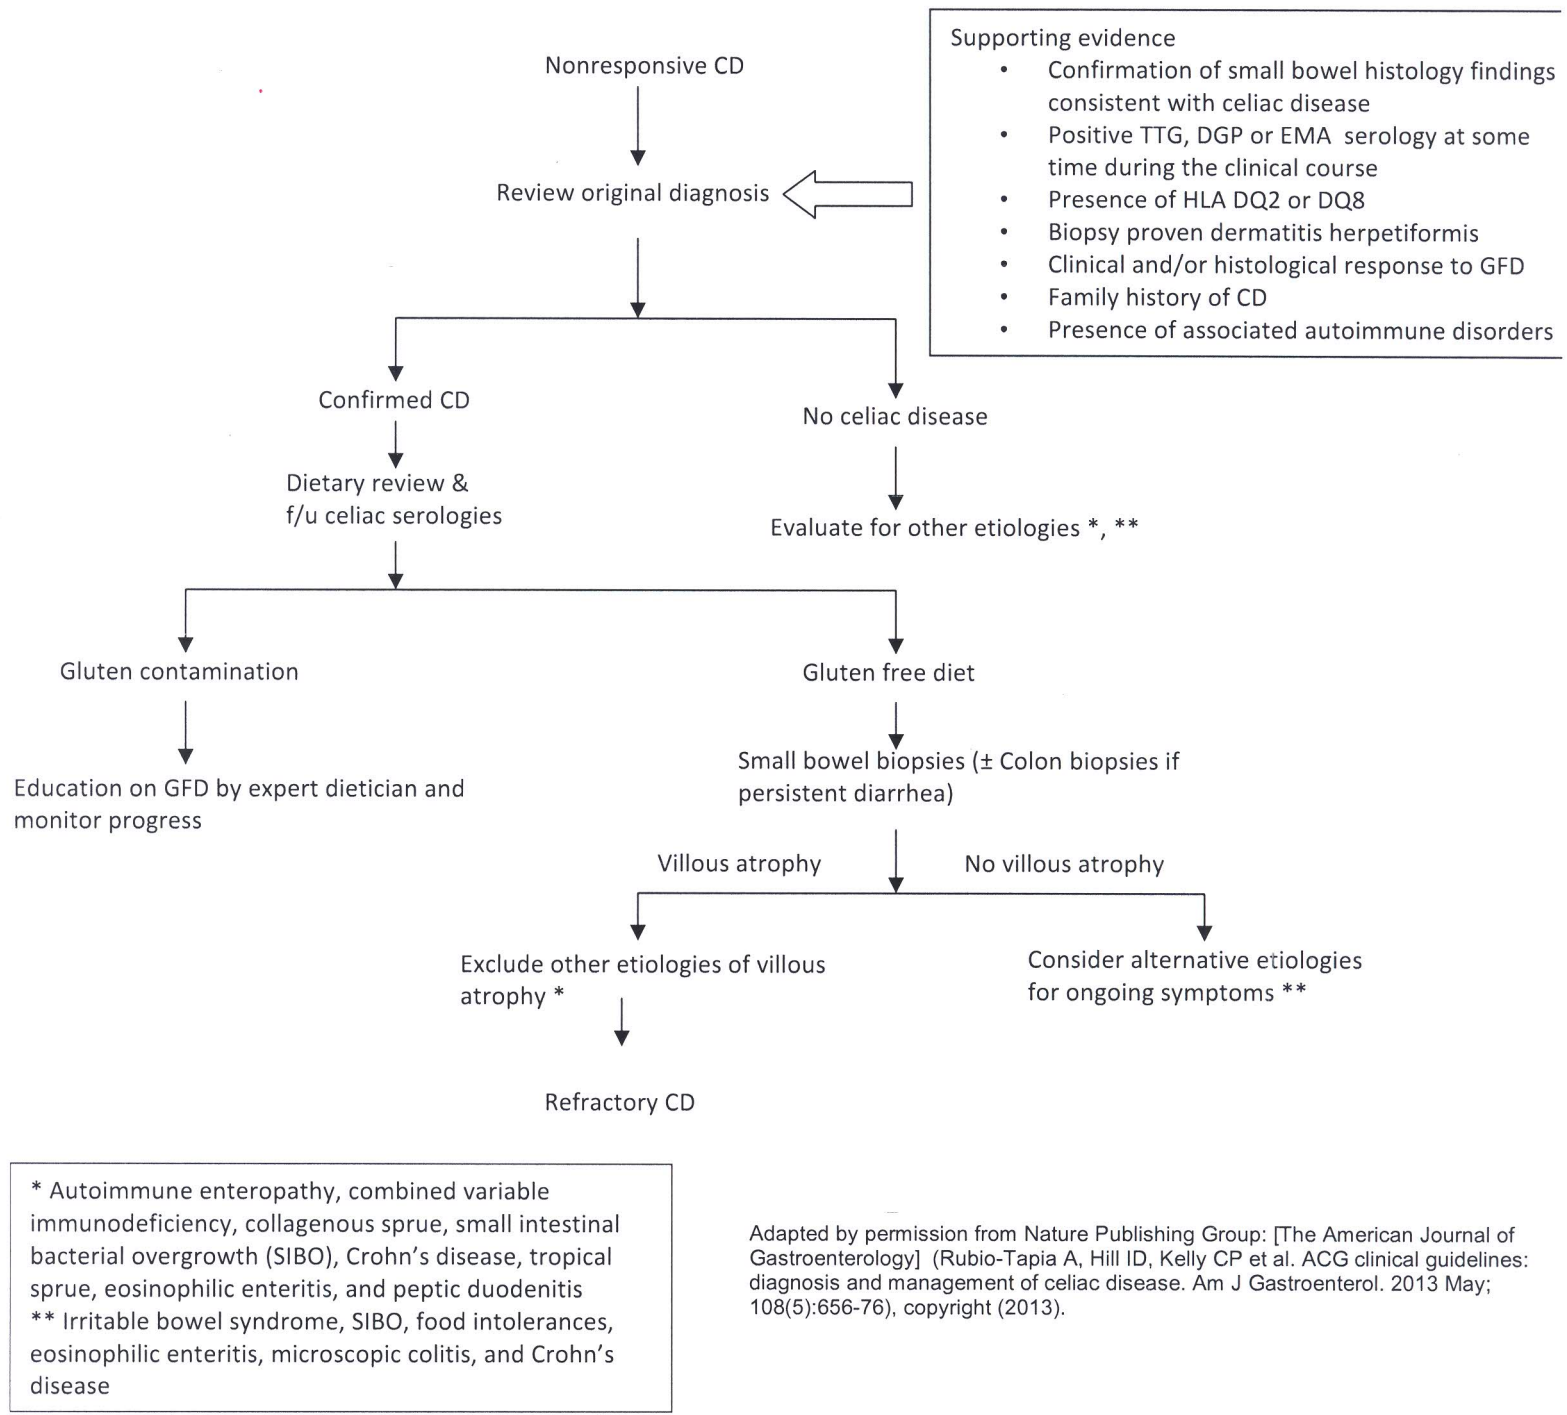 Nonresponsive CD
Supporting evidence
• Confirmation of small bowel histology findings
consistent with celiac disease
• Positive TTG, DGP or EMA serology at some
time during the clinical course
• Presence of HLA DQ2 or DQ8
• Biopsy proven dermatitis herpetiformis
• Clinical and/or histological response to GFD
• Family history of CD
• Presence of associated autoimmune disorders
Review original diagnosis
Confirmed CD
No celiac disease
Dietary review &
f/u celiac serologies
Evaluate for other etiologies *, **
Gluten contamination
Gluten free diet
Education on GFD by expert dietician and
monitor progress
Small bowel biopsies (± Colon biopsies if
persistent diarrhea)
Villous atrophy
No villous atrophy
Exclude other etiologies of villous
atrophy *
Consider alternative etiologies
for ongoing symptoms **
Refractory CD
* Autoimmune enteropathy, combined variable
immunodeficiency, collagenous sprue, small intestinal
bacterial overgrowth (SIBO), Crohn's disease, tropical
sprue, eosinophilic enteritis, and peptic duodenitis
** Irritable bowel syndrome, SIBO, food intolerances,
eosinophilic enteritis, microscopic colitis, and Crohn's
disease
Adapted by permission from Nature Publishing Group: [The American Journal of
Gastroenterology] (Rubio-Tapia A, Hill ID, Kelly CP et al. ACG clinical guidelines:
diagnosis and management of celiac disease. Am J Gastroenterol. 2013 May;
108(5):656-76), copyright (2013).